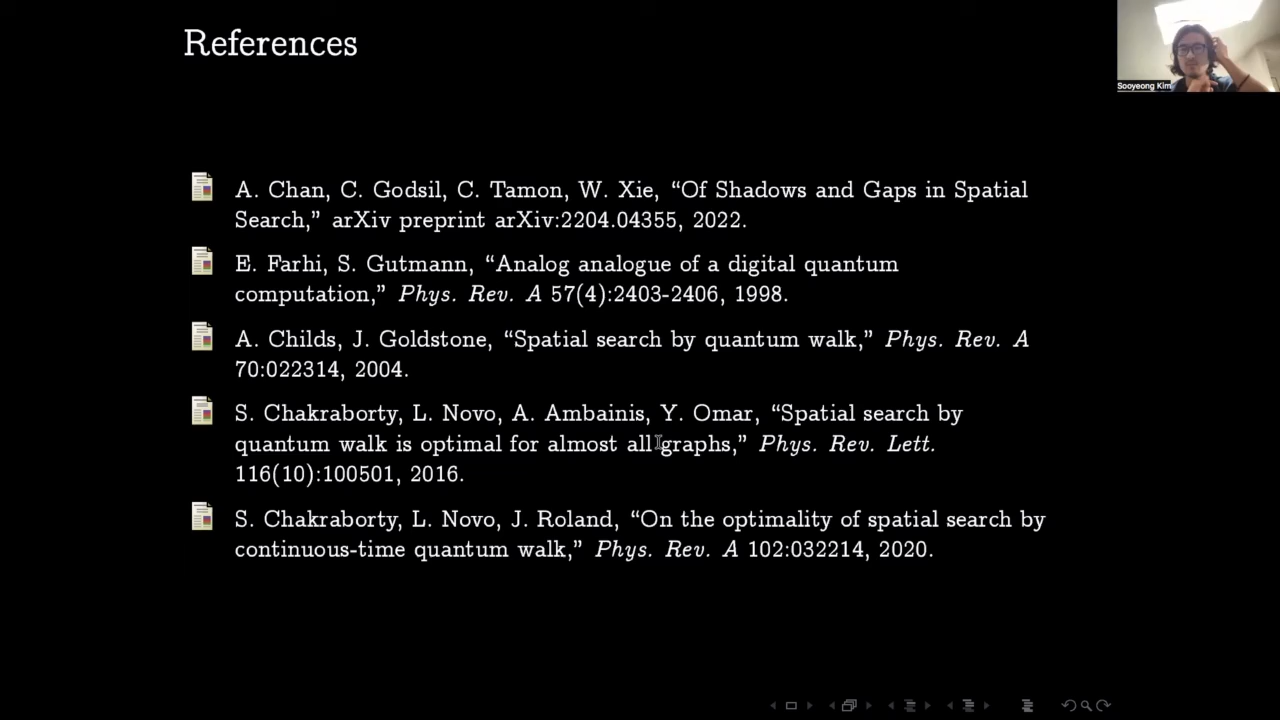 References
Sooyeong Kim
A. Chan, C. Godsil, C. Tamon, W. Xie, “Of Shadows and Gaps in Spatial
Search,” arXiv preprint arXiv:2204.04355, 2022.
E. Farhi, S. Gutmann, “Analog analogue of a digital quantum
computation,” Phys. Rev. A 57(4):2403-2406, 1998.
A. Childs, J. Goldstone, “Spatial search by quantum walk,” Phys. Rev. A
70:022314, 2004.
S. Chakraborty, L. Novo, A. Ambainis, Y. Omar, “Spatial search by
quantum walk is optimal for almost all graphs,” Phys. Rev. Lett.
116(10):100501, 2016.
S. Chakraborty, L. Novo, J. Roland, “On the optimality of spatial search by
continuous-time quantum walk,” Phys. Rev. A 102:032214, 2020.